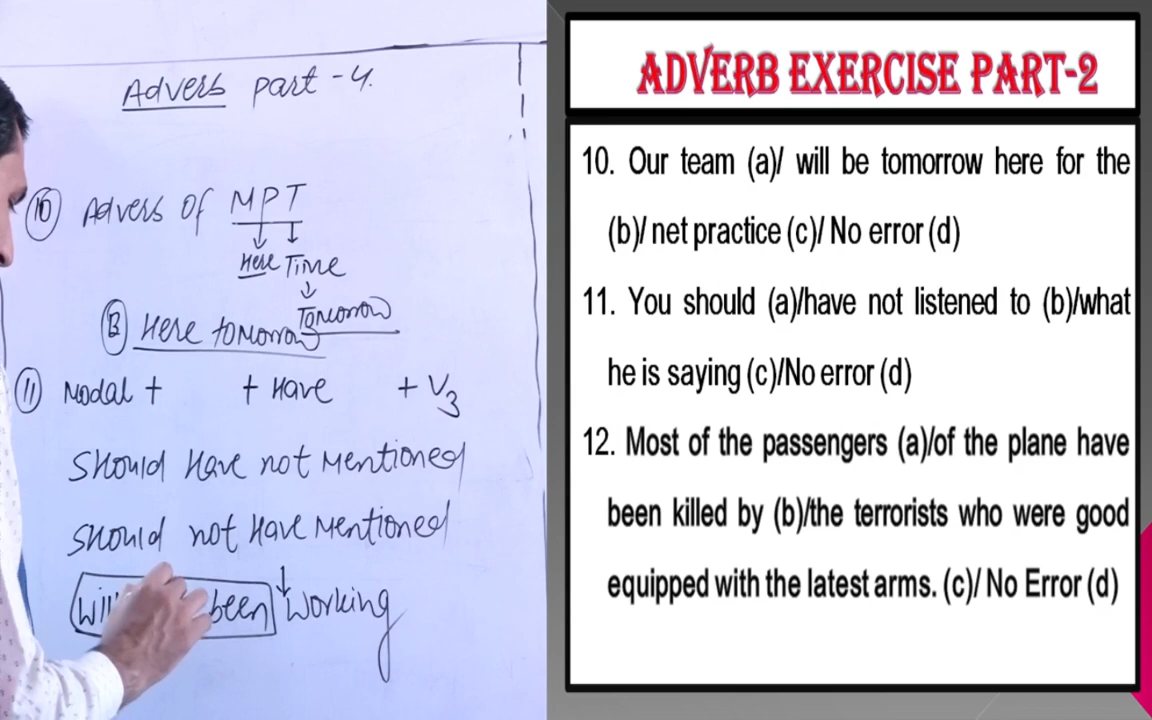 Adverb part -4.
10 Adverb of MPT
Here Time
Tomorrow
B Here tomorrow
11 Modal + + Have + V3
Should Have not Mentioned
Should not Have Mentioned
been Working
ADVERB EXERCISE PART-2
10. Our team (a)/ will be tomorrow here for the
(b)/ net practice (c)/ No error (d)
11. You should (a)/have not listened to (b)/what
he is saying (c)/No error (d)
12. Most of the passengers (a)/of the plane have
been killed by (b)/the terrorists who were good
equipped with the latest arms. (c)/ No Error (d)